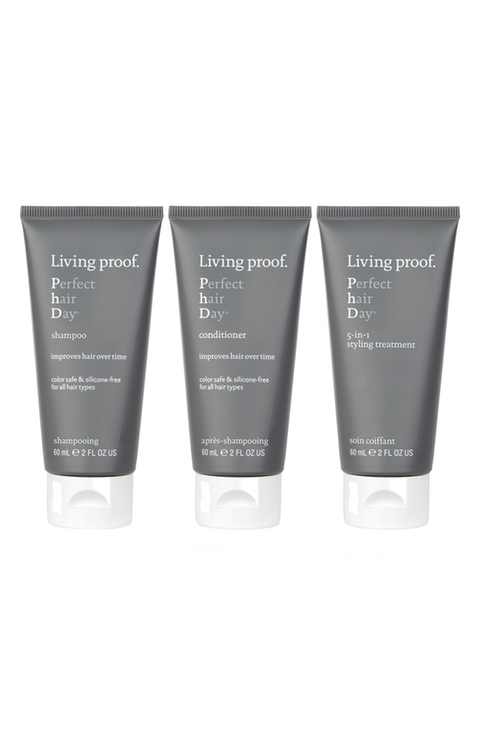 Living proof.
Perfect
hair
Day™
shampoo
improves hair over time
color safe & silicone-free
for all hair types
shampooing
60 mL ℮ 2 FL OZ US
Living proof.
Perfect
hair
Day™
conditioner
improves hair over time
color safe & silicone-free
for all hair types
après-shampooing
60 mL ℮ 2 FL OZ US
Living proof.
Perfect
hair
Day™
5-in-1
styling treatment
soin coiffant
60 mL ℮ 2 FL OZ US